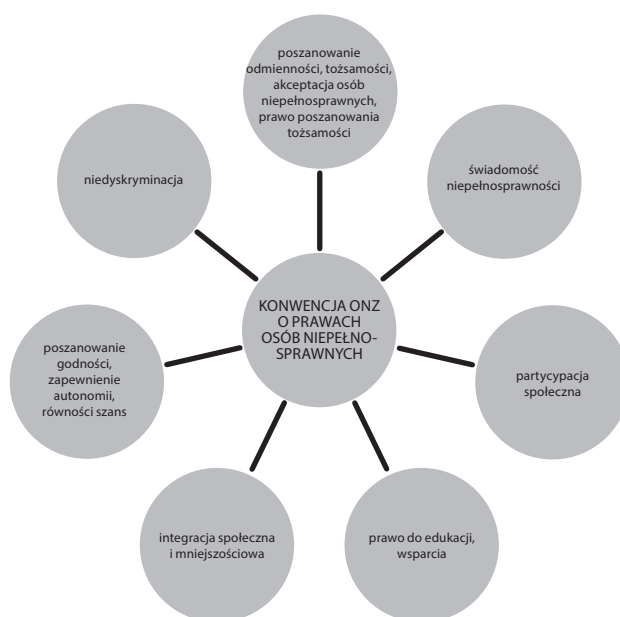 poszanowanie
odmienności, tożsamości,
akceptacja osób
niepełnosprawnych,
prawo poszanowania
tożsamości
świadomość
niepełnosprawności
niedyskryminacja
KONWENCJA ONZ
O PRAWACH
OSÓB NIEPEŁNO-
SPRAWNYCH
partycypacja
społeczna
poszanowanie
godności,
zapewnienie
autonomii,
równości szans
integracja społeczna
i mniejszościowa
prawo do edukacji,
wsparcia